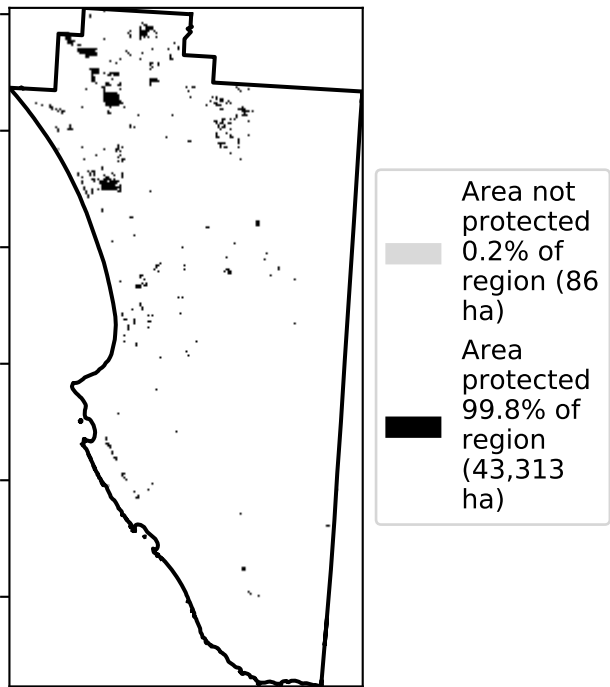 Area not
protected
0.2% of
region (86
ha)
Area
protected
99.8% of
region
(43,313
ha)